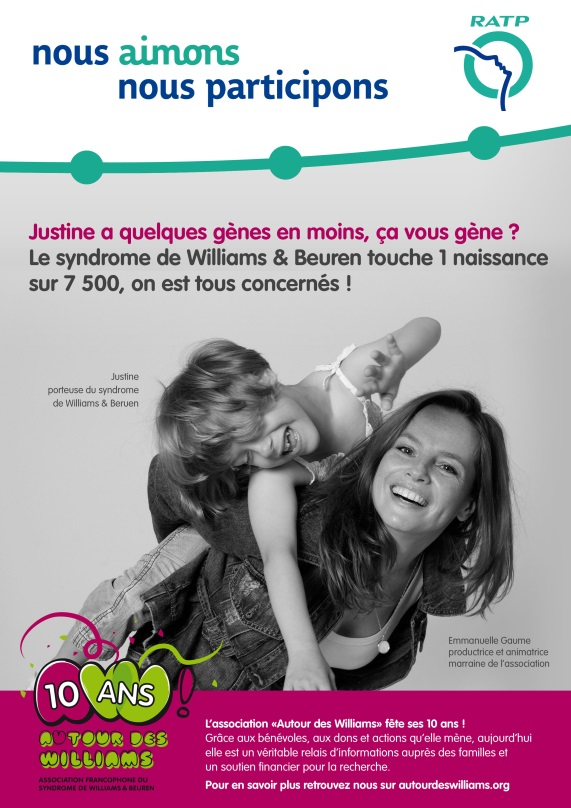 RATP
nous aimons
nous participons
Justine a quelques gènes en moins, ça vous gène ?
Le syndrome de Williams & Beuren touche 1 naissance
sur 7 500, on est tous concernés !
Justine
porteuse du syndrome
de Williams & Beruen
Emmanuelle Gaume
productrice et animatrice
marraine de l'association
10 ANS !
AUTOUR DES
WILLIAMS
ASSOCIATION FRANCOPHONE DU
SYNDROME DE WILLIAMS & BEUREN
L'association «Autour des Williams» fête ses 10 ans !
Grâce aux bénévoles, aux dons et actions qu'elle mène, aujourd'hui
elle est un véritable relais d'informations auprès des familles et
un soutien financier pour la recherche.
Pour en savoir plus retrouvez nous sur autourdeswilliams.org